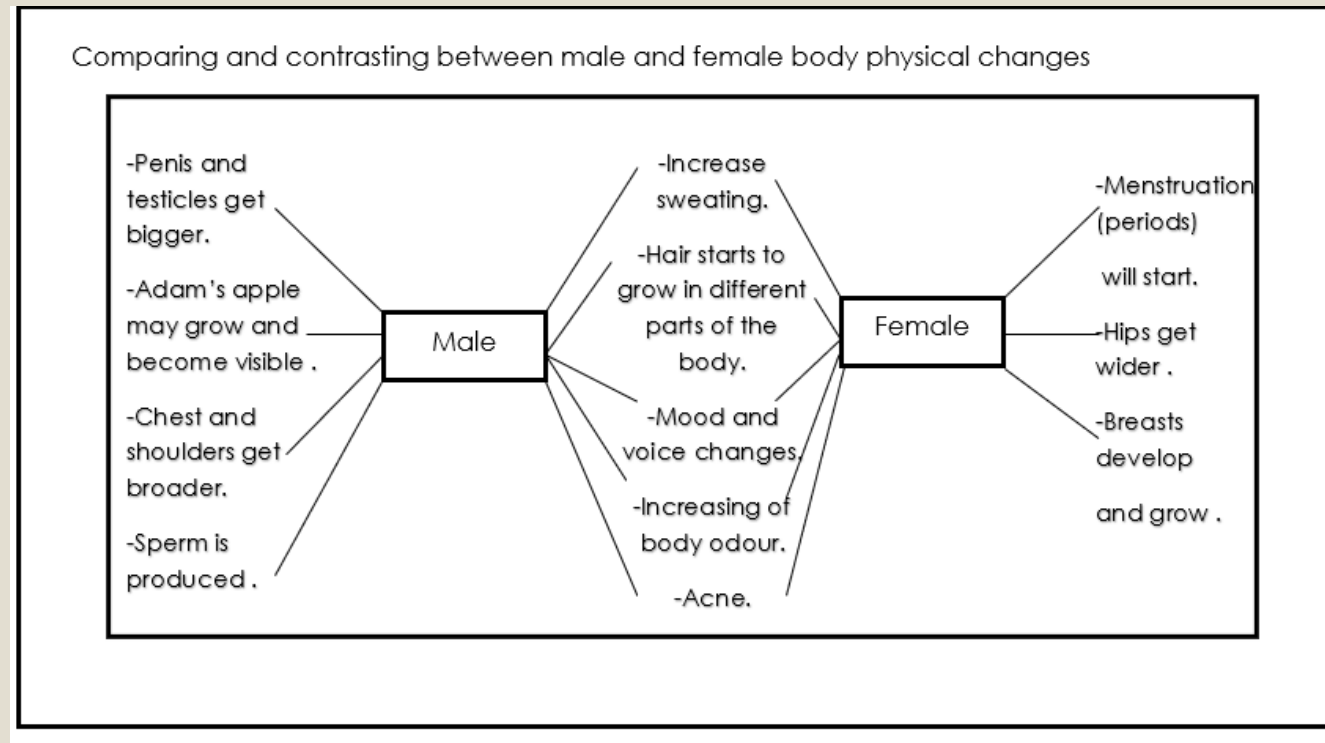 Comparing and contrasting between male and female body physical changes
-Penis and
testicles get
bigger.
-Adam's apple
may grow and
become visible .
-Chest and
shoulders get
broader.
-Sperm is
produced .
Male
-Increase
sweating.
-Hair starts to
grow in different
parts of the
body.
-Mood and
voice changes.
-Increasing of
body odour.
-Acne.
Female
-Menstruation
(periods)
will start.
-Hips get
wider .
-Breasts
develop
and grow .